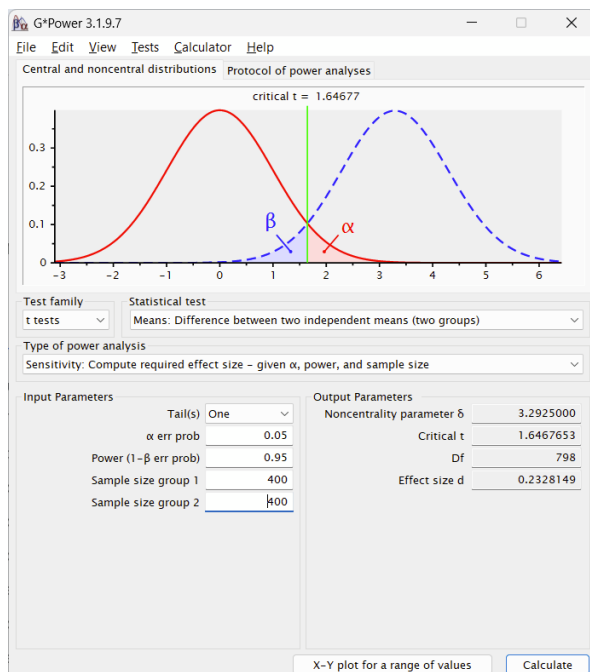 G*Power 3.1.9.7
File Edit View Tests Calculator Help
Central and noncentral distributions Protocol of power analyses
critical t = 1.64677
0.3
0.2
0.1
0
β
α
-3 -2 -1 0 1 2 3 4 5 6
Test family Statistical test
t tests Means: Difference between two independent means (two groups)
Type of power analysis
Sensitivity: Compute required effect size – given α, power, and sample size
Input Parameters Output Parameters
Tail(s) One Noncentrality parameter δ 3.2925000
α err prob 0.05 Critical t 1.6467653
Power (1-β err prob) 0.95 Df 798
Sample size group 1 400 Effect size d 0.2328149
Sample size group 2 400
X-Y plot for a range of values Calculate